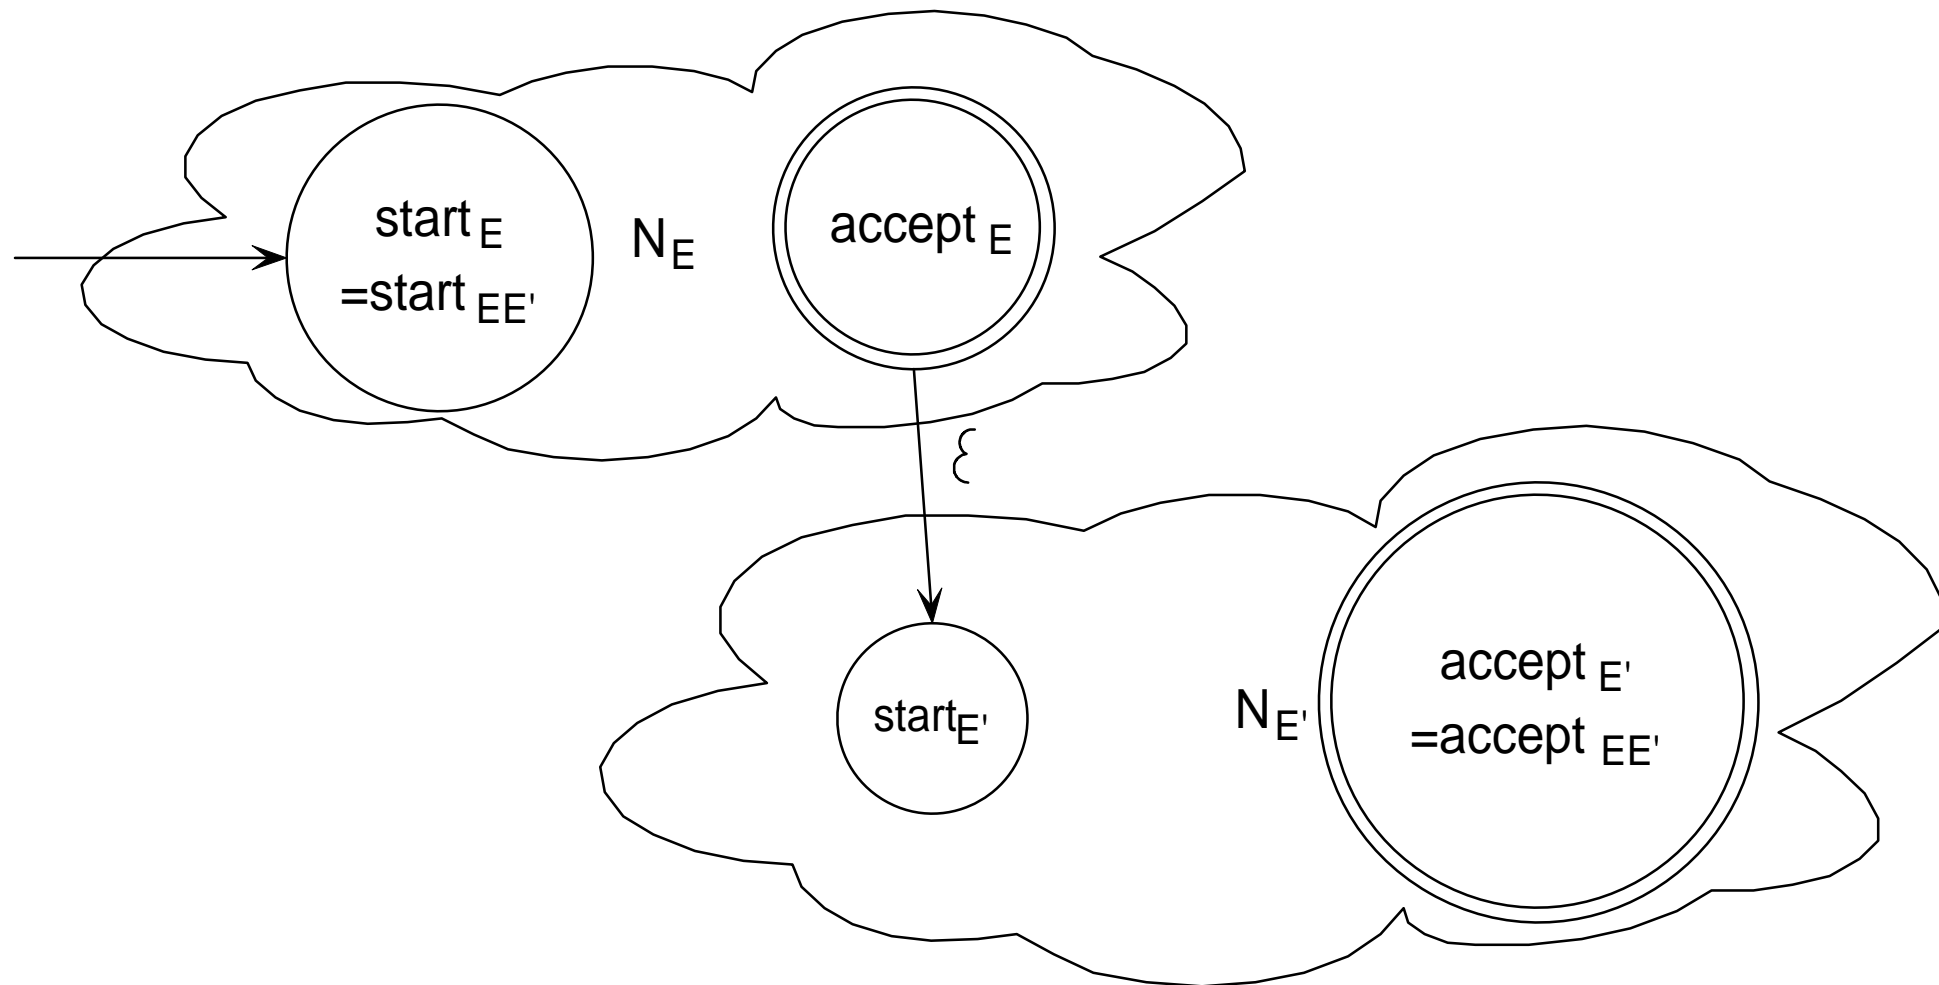 start E
=start EE'
N E
accept E
ε
start E'
N E'
accept E'
=accept EE'